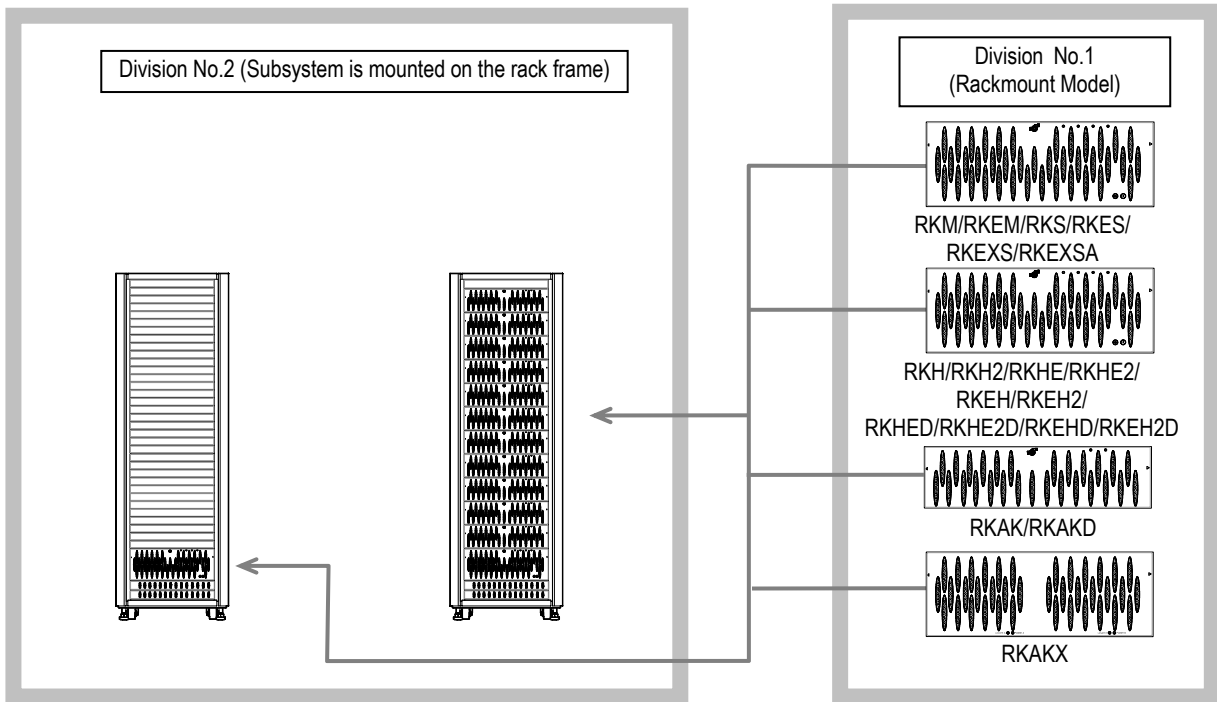 Division No.2 (Subsystem is mounted on the rack frame)
Division No.1
(Rackmount Model)
RKM/RKEM/RKS/RKES/
RKEXS/RKEXSA
RKH/RKH2/RKHE/RKHE2/
RKEH/RKEH2/
RKHED/RKHE2D/RKEHD/RKEH2D
RKAK/RKAKD
RKAKX